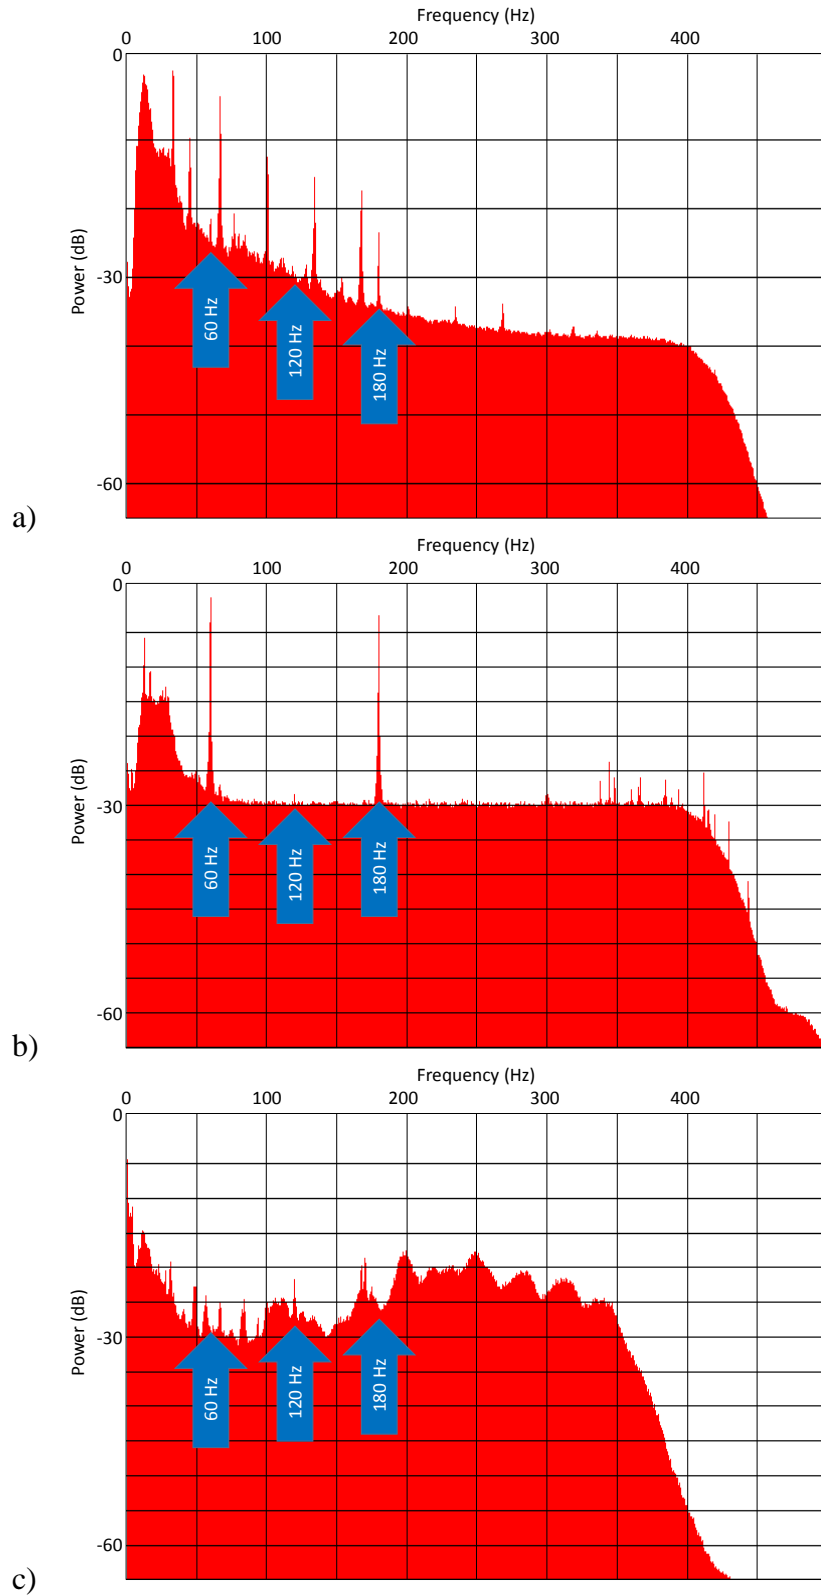 Frequency (Hz)
0 100 200 300 400
0
Power (dB)
-30
60 Hz
120 Hz
180 Hz
-60
a)
Frequency (Hz)
0 100 200 300 400
0
Power (dB)
-30
60 Hz
120 Hz
180 Hz
-60
b)
Frequency (Hz)
0 100 200 300 400
0
Power (dB)
-30
60 Hz
120 Hz
180 Hz
-60
c)